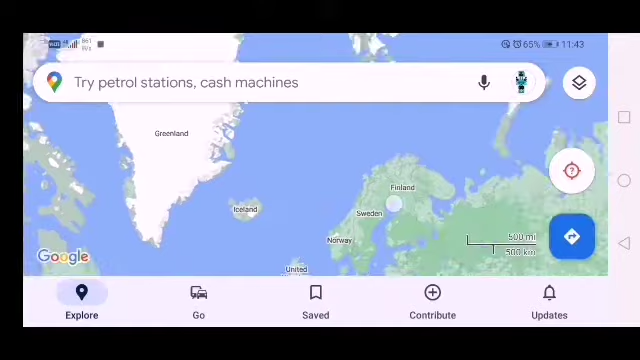 65% 11:43
Try petrol stations, cash machines
Greenland
Finland
Iceland
Sweden
Norway
500 mi
500 km
Google
United
Explore
Go
Saved
Contribute
Updates